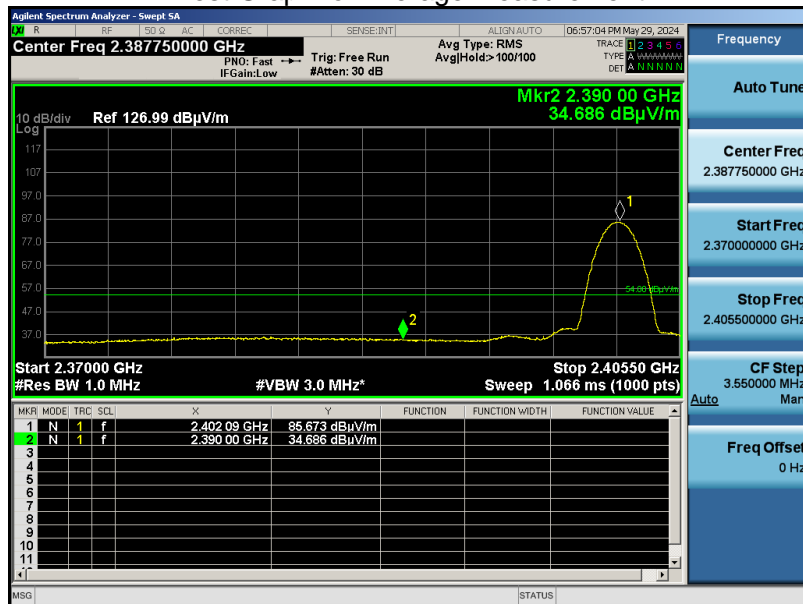 Agilent Spectrum Analyzer - Swept SA
R RF 50 Ω AC CORREC SENSE:INT ALIGN AUTO 06:57:04 PM May 29, 2024
Center Freq 2.387750000 GHz
PNO: Fast
IFGain:Low
Trig: Free Run
#Atten: 30 dB
Avg Type: RMS
Avg|Hold:>100/100
TRACE 1 2 3 4 5 6
TYPE A
DET A N N N N N
Mkr2 2.390 00 GHz
34.686 dBµV/m
10 dB/div Ref 126.99 dBµV/m
Log
117
107
97.0
87.0
77.0
67.0
57.0
47.0
37.0
1
54.00 dBµV/m
2
Start 2.37000 GHz Stop 2.40550 GHz
#Res BW 1.0 MHz #VBW 3.0 MHz* Sweep 1.066 ms (1000 pts)
MKR MODE TRC SCL X Y FUNCTION FUNCTION WIDTH FUNCTION VALUE
1 N 1 f 2.402 09 GHz 85.673 dBµV/m
2 N 1 f 2.390 00 GHz 34.686 dBµV/m
3
4
5
6
7
8
9
10
11
MSG STATUS
Frequency
Auto Tune
Center Freq
2.387750000 GHz
Start Freq
2.370000000 GHz
Stop Freq
2.405500000 GHz
CF Step
3.550000 MHz
Auto Man
Freq Offset
0 Hz